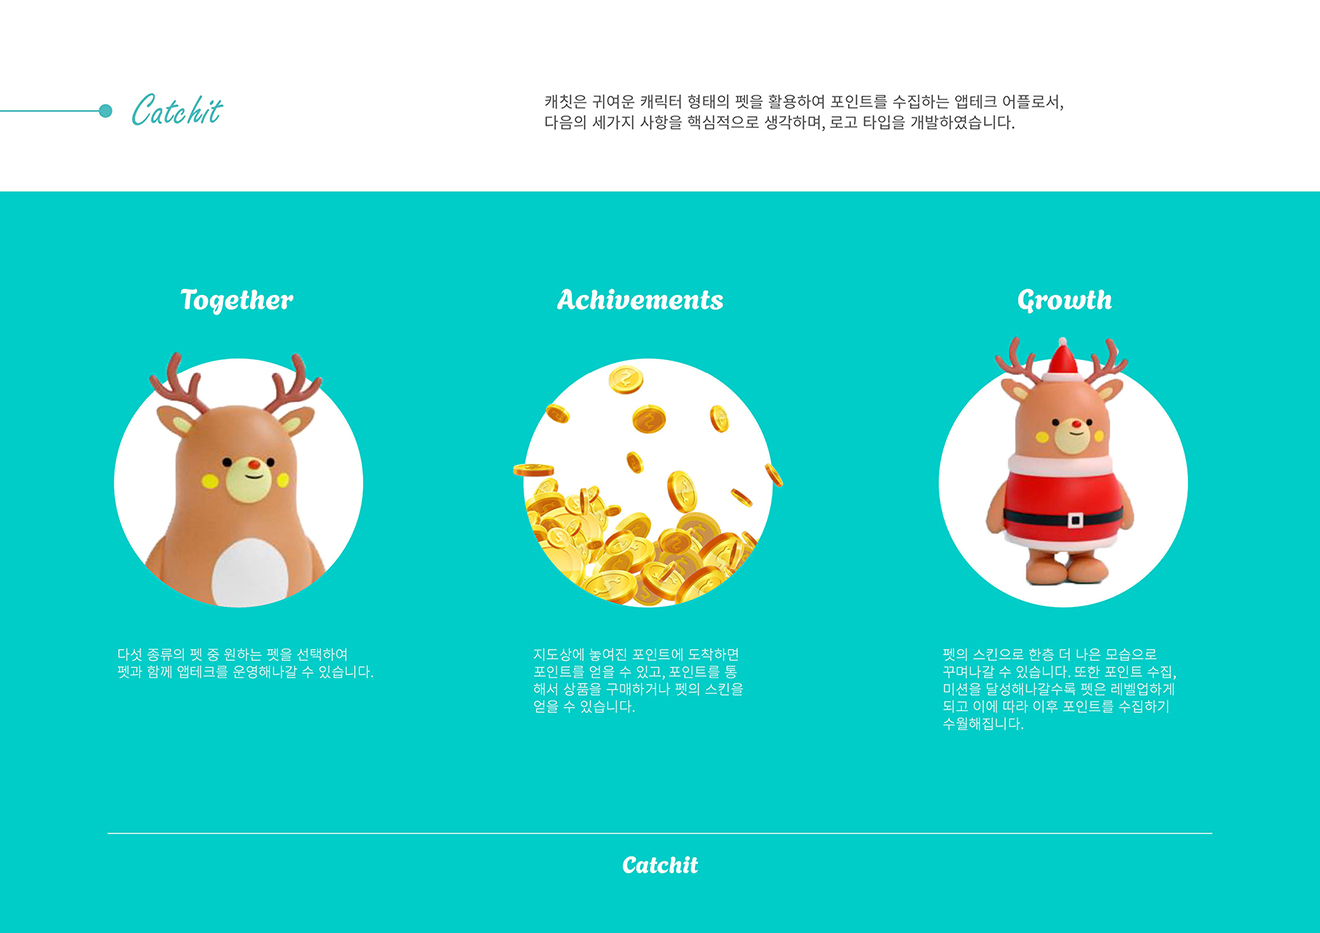 Catchit
캐칫은 귀여운 캐릭터 형태의 펫을 활용하여 포인트를 수집하는 앱테크 어플로서,
다음의 세가지 사항을 핵심적으로 생각하며, 로고 타입을 개발하였습니다.
Together
다섯 종류의 펫 중 원하는 펫을 선택하여
펫과 함께 앱테크를 운영해나갈 수 있습니다.
Achivements
지도상에 놓여진 포인트에 도착하면
포인트를 얻을 수 있고, 포인트를 통
해서 상품을 구매하거나 펫의 스킨을
얻을 수 있습니다.
Growth
펫의 스킨으로 한층 더 나은 모습으로
꾸며나갈 수 있습니다. 또한 포인트 수집,
미션을 달성해나갈수록 펫은 레벨업하게
되고 이에 따라 이후 포인트를 수집하기
수월해집니다.
Catchit